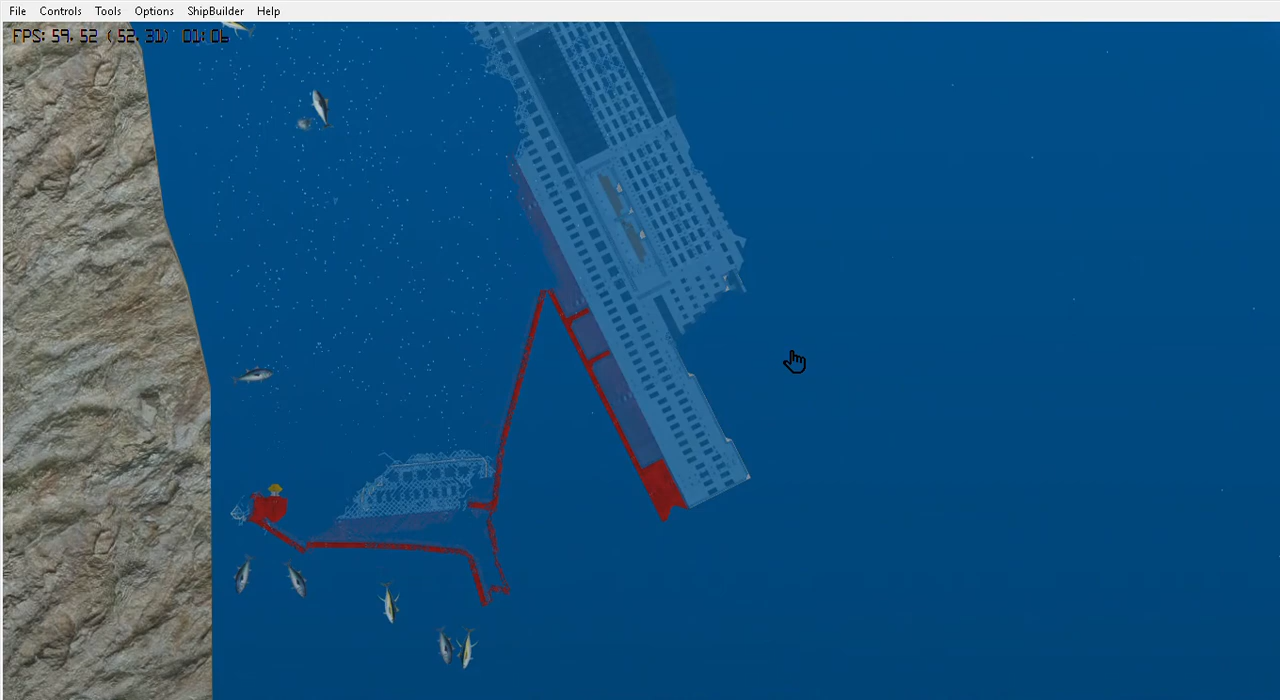 File Controls Tools Options ShipBuilder Help
FPS: 59.52 (52.31) 01:06